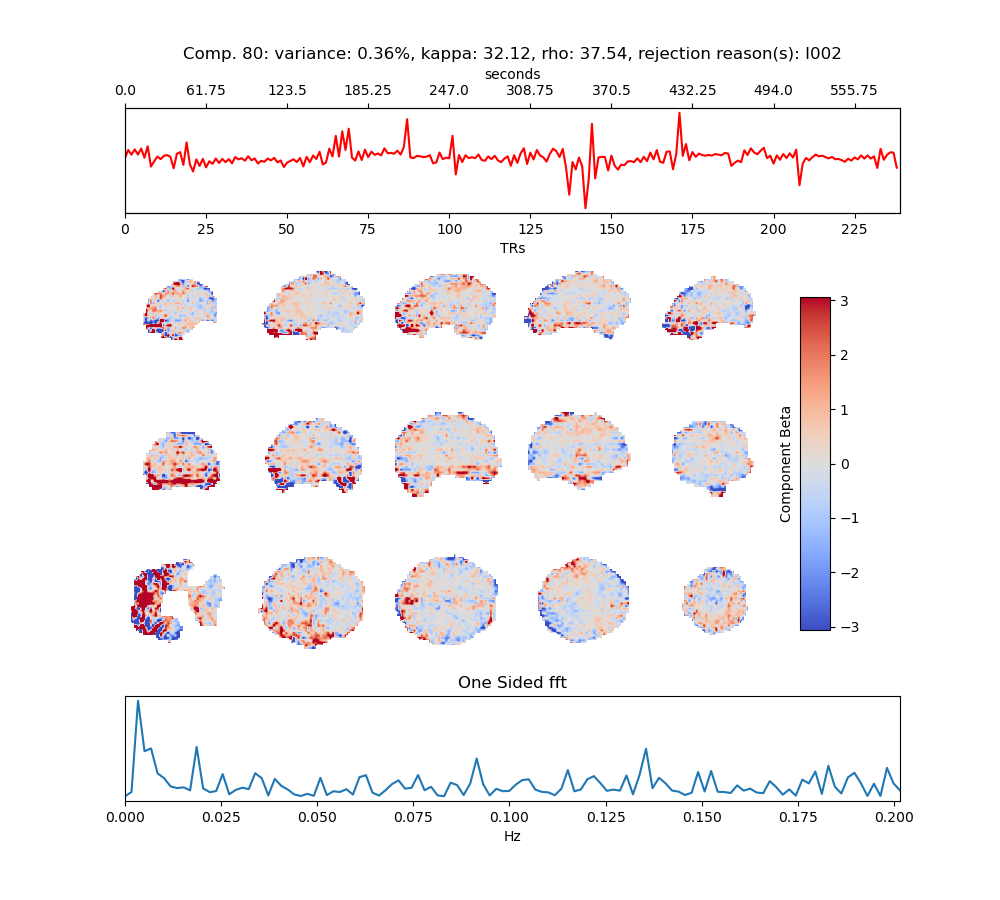 Comp. 80: variance: 0.36%, kappa: 32.12, rho: 37.54, rejection reason(s): I002
seconds
0.0 61.75 123.5 185.25 247.0 308.75 370.5 432.25 494.0 555.75
0 25 50 75 100 125 150 175 200 225
TRs
3
2
1
0
−1
−2
−3
Component Beta
One Sided fft
0.000 0.025 0.050 0.075 0.100 0.125 0.150 0.175 0.200
Hz